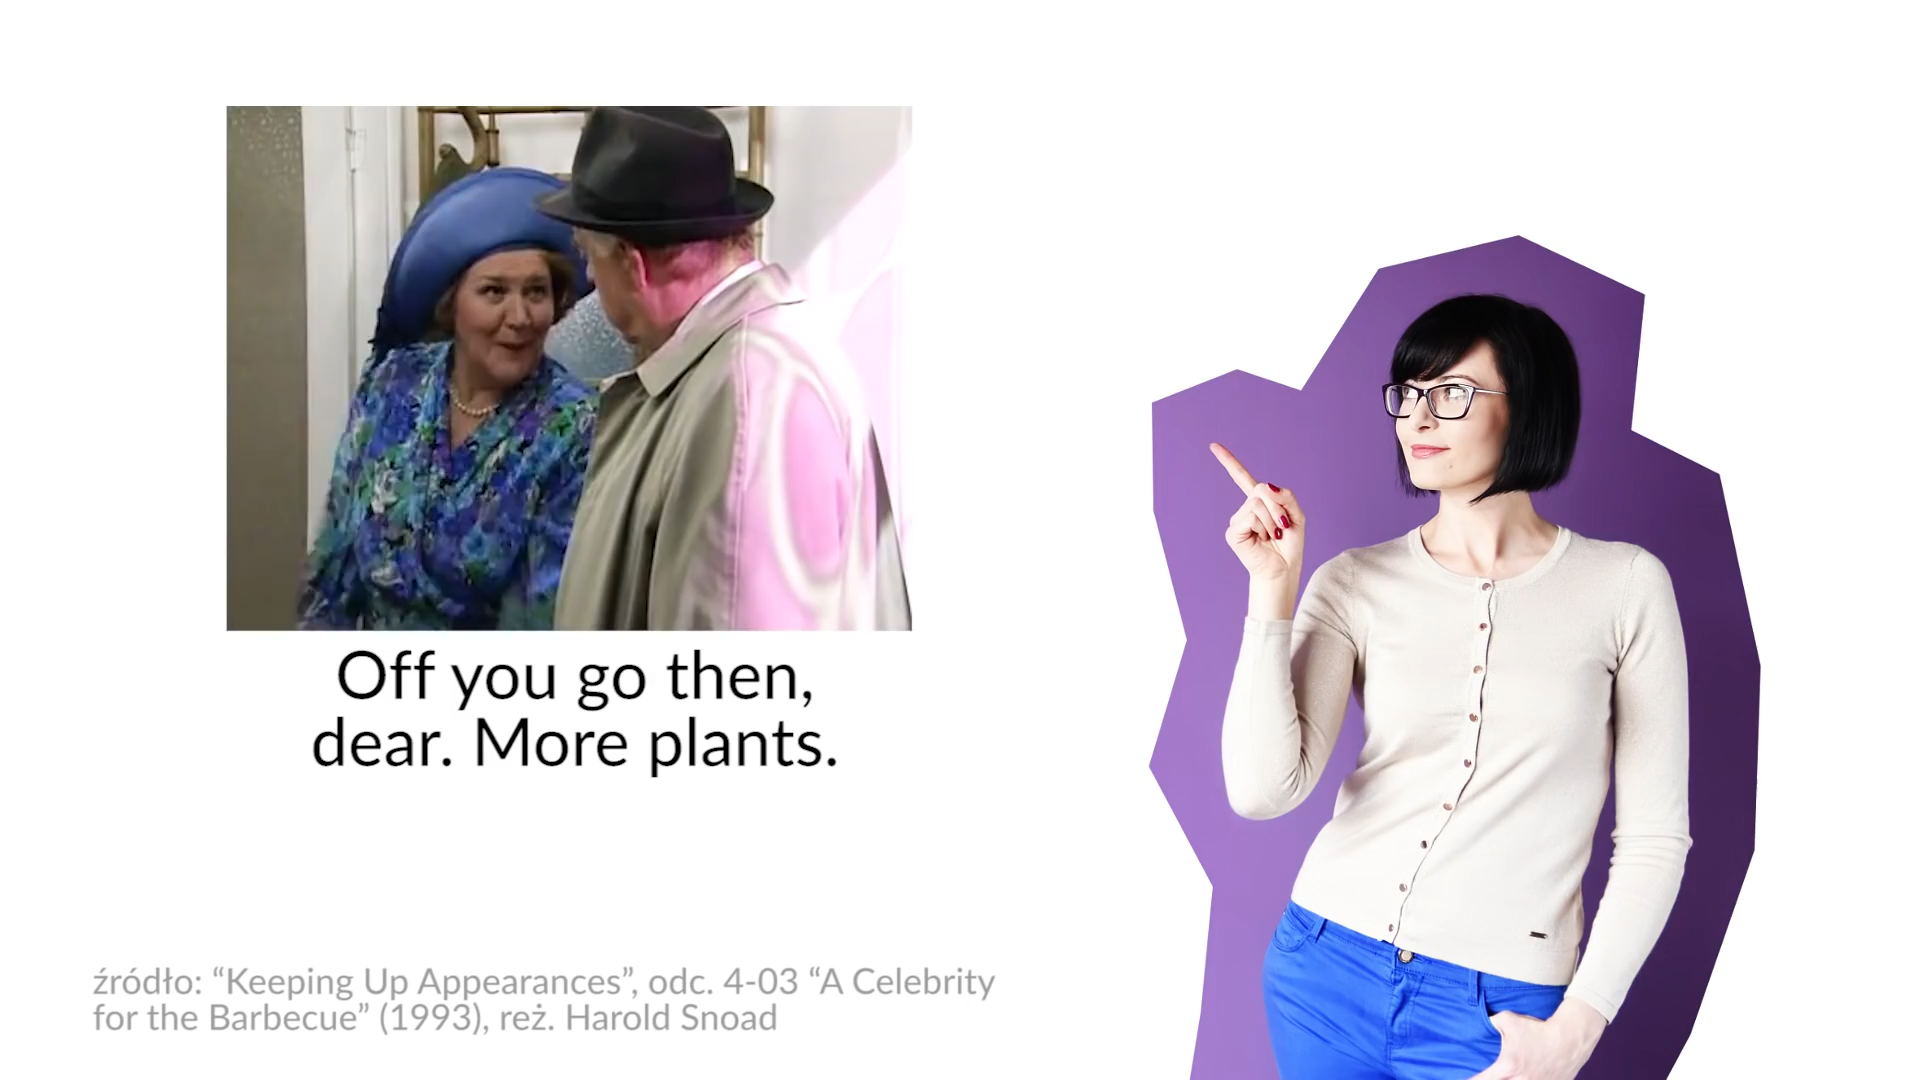 Off you go then,
dear. More plants.
źródło: “Keeping Up Appearances”, odc. 4-03 “A Celebrity
for the Barbecue” (1993), reż. Harold Snoad